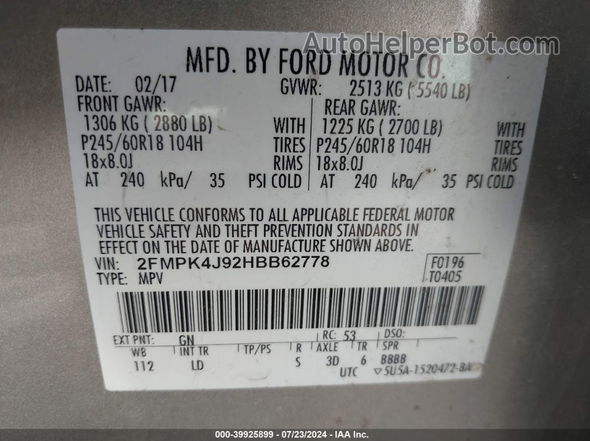 AutoHelperBot.com
MFD. BY FORD MOTOR CO.
DATE: 02/17 GVWR: 2513 KG ( 5540 LB)
FRONT GAWR: REAR GAWR:
1306 KG ( 2880 LB) WITH 1225 KG ( 2700 LB) WITH
P245/60R18 104H TIRES P245/60R18 104H TIRES
18x8.0J RIMS 18x8.0J RIMS
AT 240 kPa/ 35 PSI COLD AT 240 kPa/ 35 PSI COLD
THIS VEHICLE CONFORMS TO ALL APPLICABLE FEDERAL MOTOR
VEHICLE SAFETY AND THEFT PREVENTION STANDARDS IN
EFFECT ON THE DATE OF MANUFACTURE SHOWN ABOVE.
VIN: 2FMPK4J92HBB62778 F0196
TYPE: MPV T0405
EXT PNT: GN RC: 53 DSO:
WB INT TR TP/PS R AXLE TR SPR
112 LD S 3D 6 BBBB
UTC ▽5U5A-1520472-BA
000-39925899 - 07/23/2024 - IAA Inc.